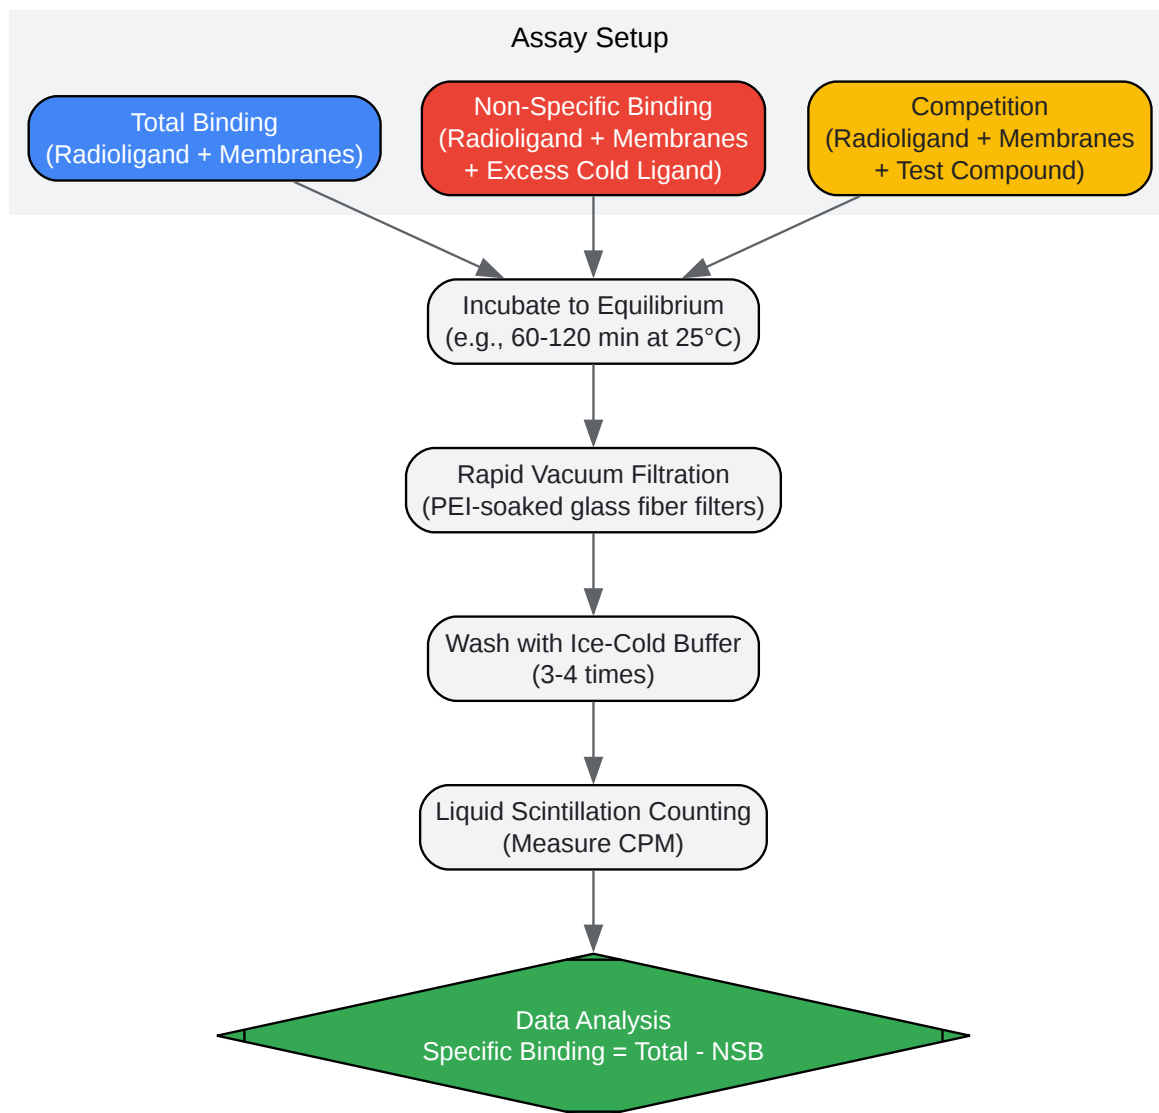 Assay Setup
Total Binding
(Radioligand + Membranes)
Non-Specific Binding
(Radioligand + Membranes
+ Excess Cold Ligand)
Competition
(Radioligand + Membranes
+ Test Compound)
Incubate to Equilibrium
(e.g., 60-120 min at 25°C)
Rapid Vacuum Filtration
(PEI-soaked glass fiber filters)
Wash with Ice-Cold Buffer
(3-4 times)
Liquid Scintillation Counting
(Measure CPM)
Data Analysis
Specific Binding = Total - NSB